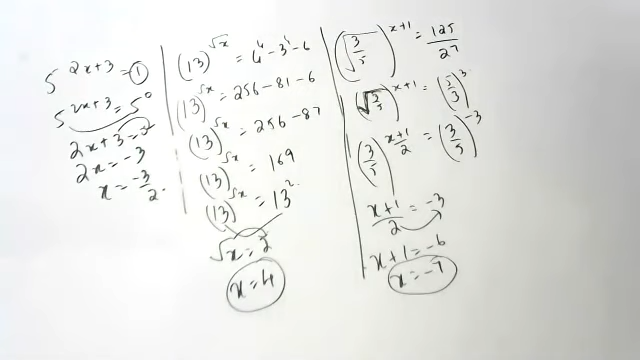 5^(2x+3) = 1
5^(2x+3) = 5^0
2x+3 = 0
2x = -3
x = -3/2.
(13)^√x = 4^4 - 3^4 - 6
(13)^√x = 256 - 81 - 6
(13)^√x = 256 - 87
(13)^√x = 169
(13)^√x = 13^2
√x = 2
x = 4
(√(3/5))^(x+1) = 125/27
(√(3/5))^(x+1) = (5/3)^3
(3/5)^((x+1)/2) = (3/5)^-3
(x+1)/2 = -3
x+1 = -6
x = -7